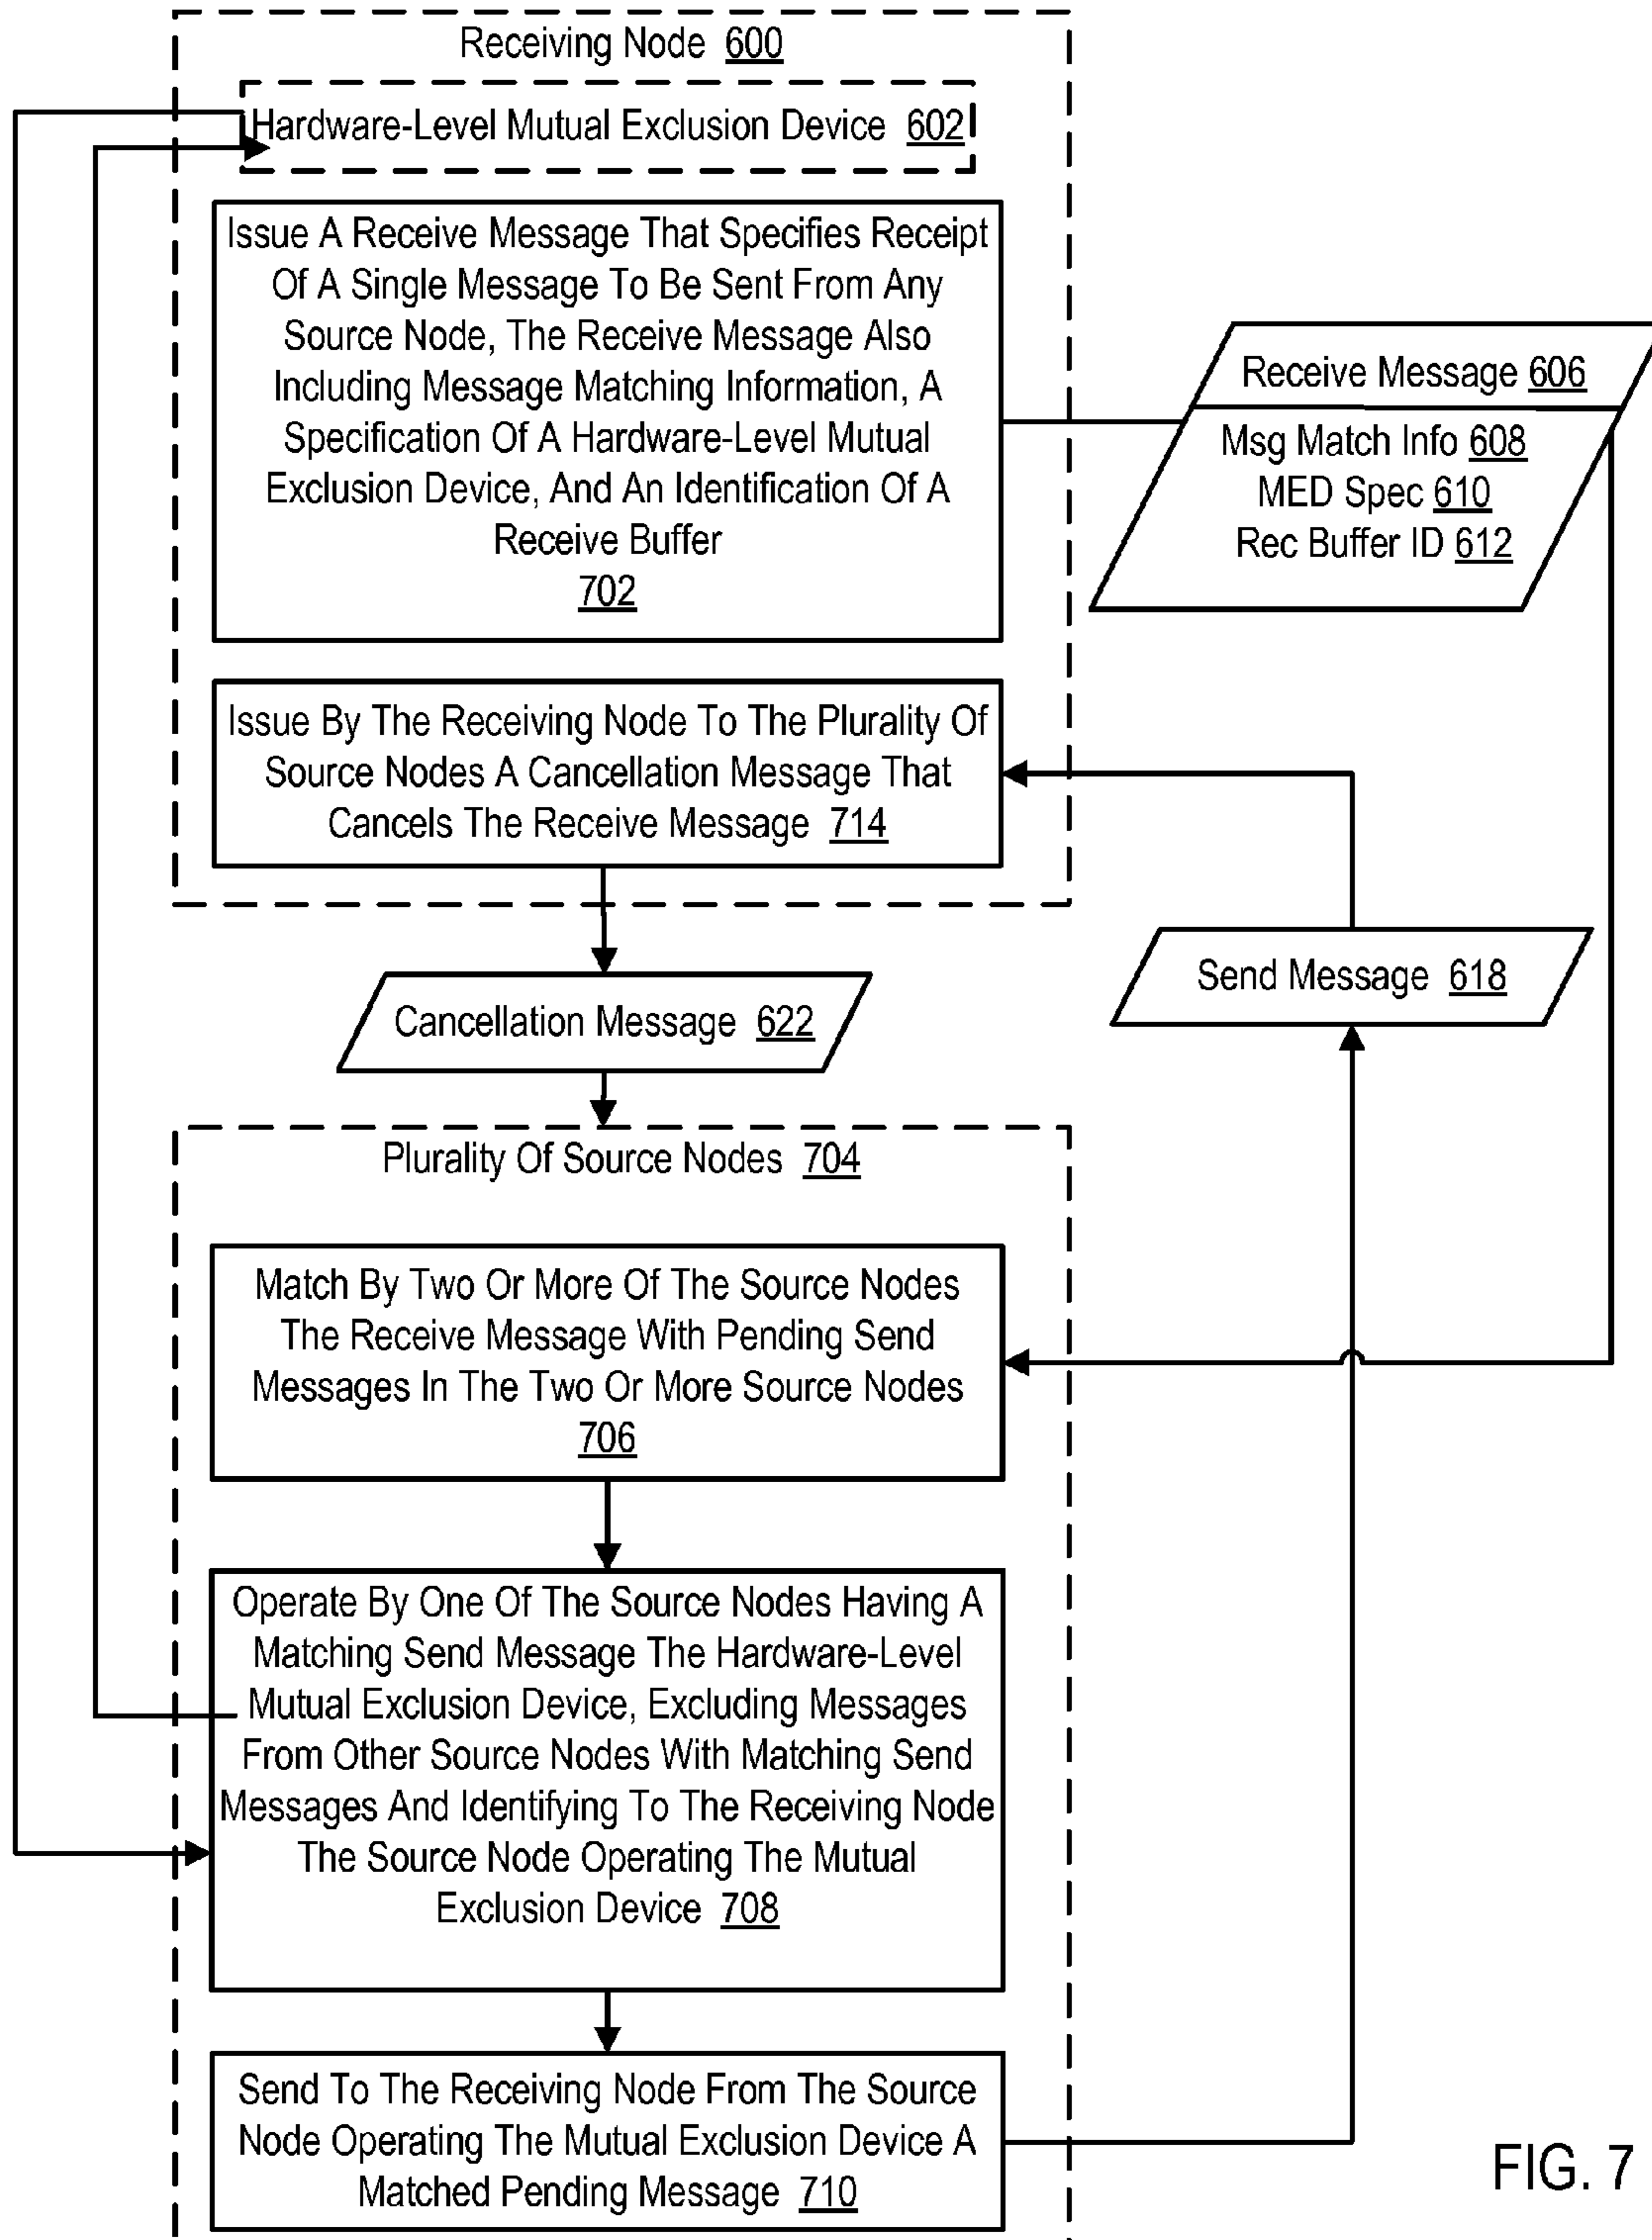 Receiving Node 600
Hardware-Level Mutual Exclusion Device 602
Issue A Receive Message That Specifies Receipt
Of A Single Message To Be Sent From Any
Source Node, The Receive Message Also
Including Message Matching Information, A
Specification Of A Hardware-Level Mutual
Exclusion Device, And An Identification Of A
Receive Buffer
702
Receive Message 606
Msg Match Info 608
MED Spec 610
Rec Buffer ID 612
Issue By The Receiving Node To The Plurality Of
Source Nodes A Cancellation Message That
Cancels The Receive Message 714
Send Message 618
Cancellation Message 622
Plurality Of Source Nodes 704
Match By Two Or More Of The Source Nodes
The Receive Message With Pending Send
Messages In The Two Or More Source Nodes
706
Operate By One Of The Source Nodes Having A
Matching Send Message The Hardware-Level
Mutual Exclusion Device, Excluding Messages
From Other Source Nodes With Matching Send
Messages And Identifying To The Receiving Node
The Source Node Operating The Mutual
Exclusion Device 708
Send To The Receiving Node From The Source
Node Operating The Mutual Exclusion Device A
Matched Pending Message 710
FIG. 7